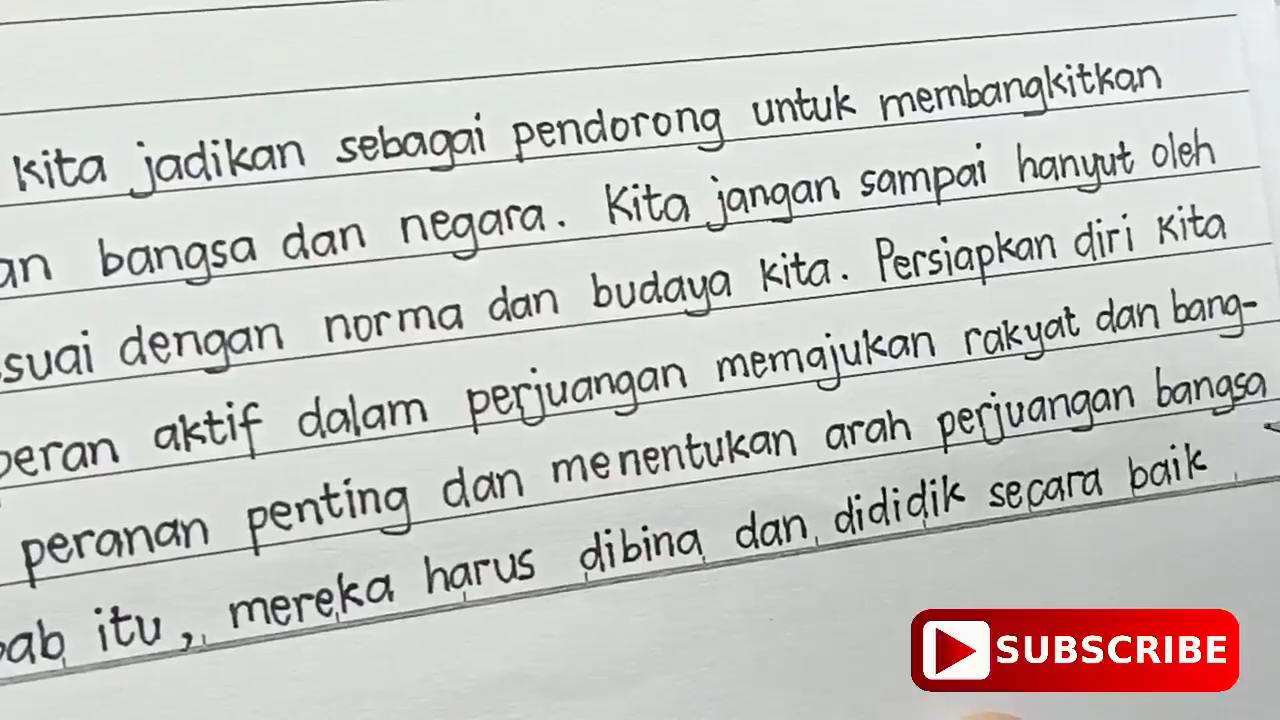 kita jadikan sebagai pendorong untuk membangkitkan
an bangsa dan negara. Kita jangan sampai hanyut oleh
suai dengan norma dan budaya kita. Persiapkan diri kita
peran aktif dalam perjuangan memajukan rakyat dan bang-
peranan penting dan menentukan arah perjuangan bangsa
bab itu, mereka harus dibina dan dididik secara baik
SUBSCRIBE